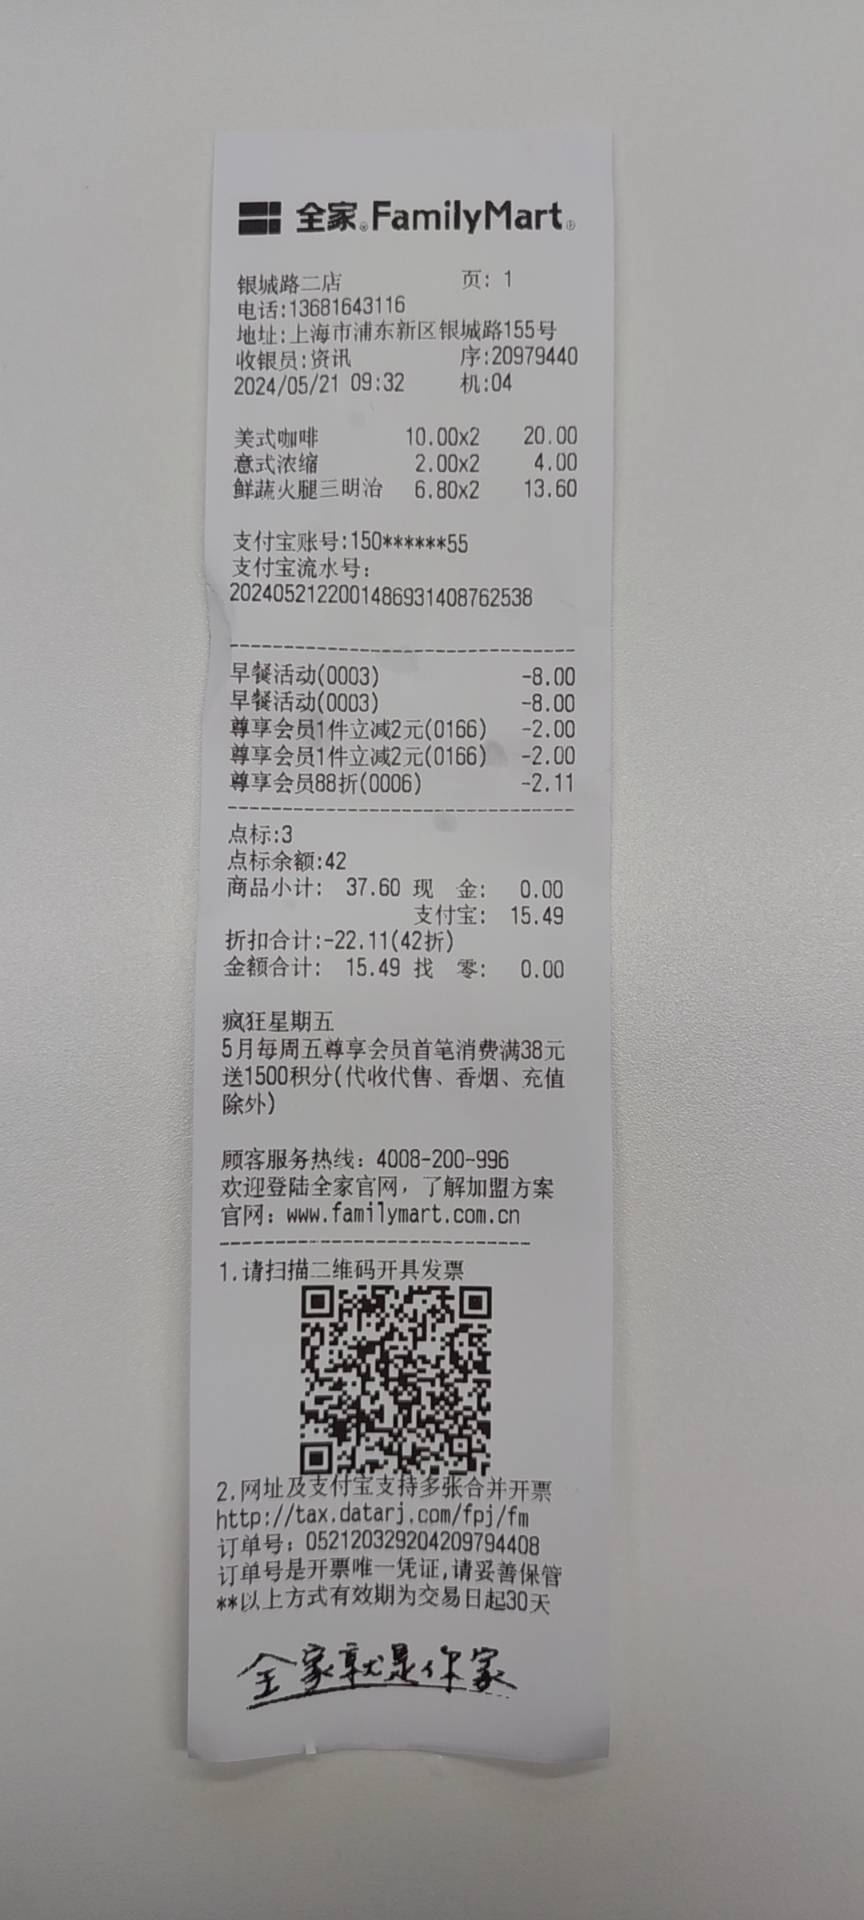 全家 FamilyMart
银城路二店 页: 1
电话:13681643116
地址:上海市浦东新区银城路155号
收银员:资讯 序:20979440
2024/05/21 09:32 机:04
美式咖啡 10.00x2 20.00
意式浓缩 2.00x2 4.00
鲜蔬火腿三明治 6.80x2 13.60
支付宝账号:150******55
支付宝流水号:
2024052122001486931408762538
早餐活动(0003) -8.00
早餐活动(0003) -8.00
尊享会员1件立减2元(0166) -2.00
尊享会员1件立减2元(0166) -2.00
尊享会员88折(0006) -2.11
点标:3
点标余额:42
商品小计: 37.60 现 金: 0.00
支付宝: 15.49
折扣合计:-22.11(42折)
金额合计: 15.49 找 零: 0.00
疯狂星期五
5月每周五尊享会员首笔消费满38元
送1500积分(代收代售、香烟、充值
除外)
顾客服务热线: 4008-200-996
欢迎登陆全家官网，了解加盟方案
官网: www.familymart.com.cn
1.请扫描二维码开具发票
2.网址及支付宝支持多张合并开票
http://tax.datarj.com/fpj/fm
订单号: 052120329204209794408
订单号是开票唯一凭证,请妥善保管
**以上方式有效期为交易日起30天
全家就是你家